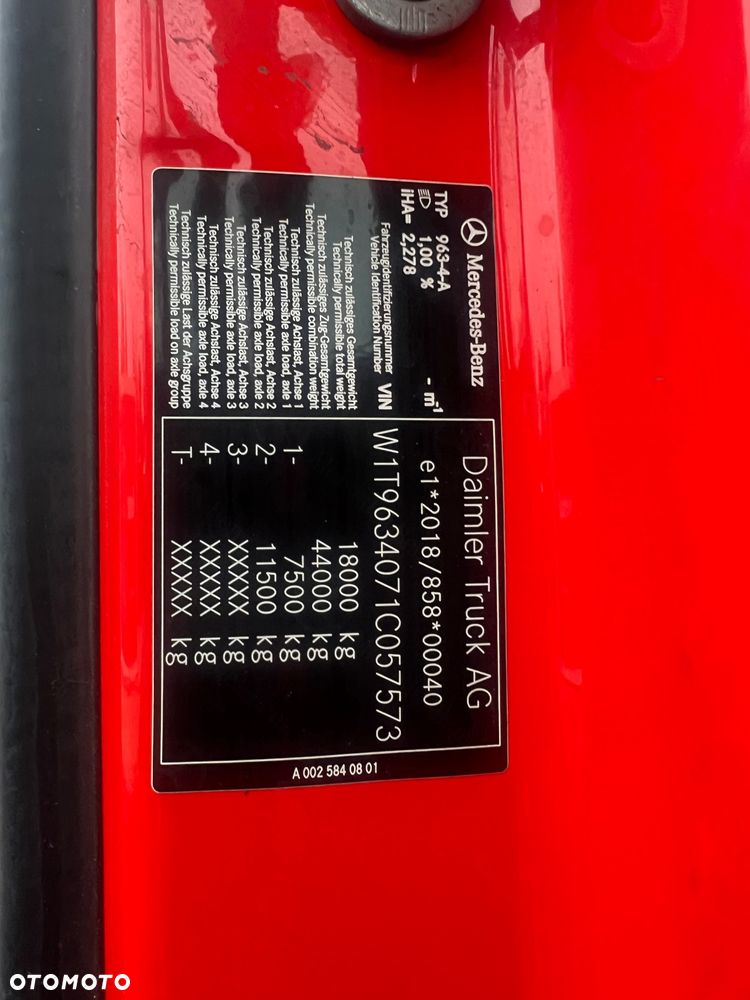 Mercedes-Benz
Daimler Truck AG
TYP 963-4-A
e1*2018/858*00040
1,00 % - m-1
iHA= 2,278
Fahrzeugidentifizierungsnummer
Vehicle Identification Number
VIN W1T9634071C057573
Technisch zulässiges Gesamtgewicht
Technically permissible total weight
18000 kg
Technisch zulässiges Zug-Gesamtgewicht
Technically permissible combination weight
44000 kg
Technisch zulässige Achslast, Achse 1
Technically permissible axle load, axle 1
1- 7500 kg
Technisch zulässige Achslast, Achse 2
Technically permissible axle load, axle 2
2- 11500 kg
Technisch zulässige Achslast, Achse 3
Technically permissible axle load, axle 3
3- XXXXX kg
Technisch zulässige Achslast, Achse 4
Technically permissible axle load, axle 4
4- XXXXX kg
Technisch zulässige Last der Achsgruppe
Technically permissible load on axle group
T- XXXXX kg
A 002 584 08 01
OTOMOTO